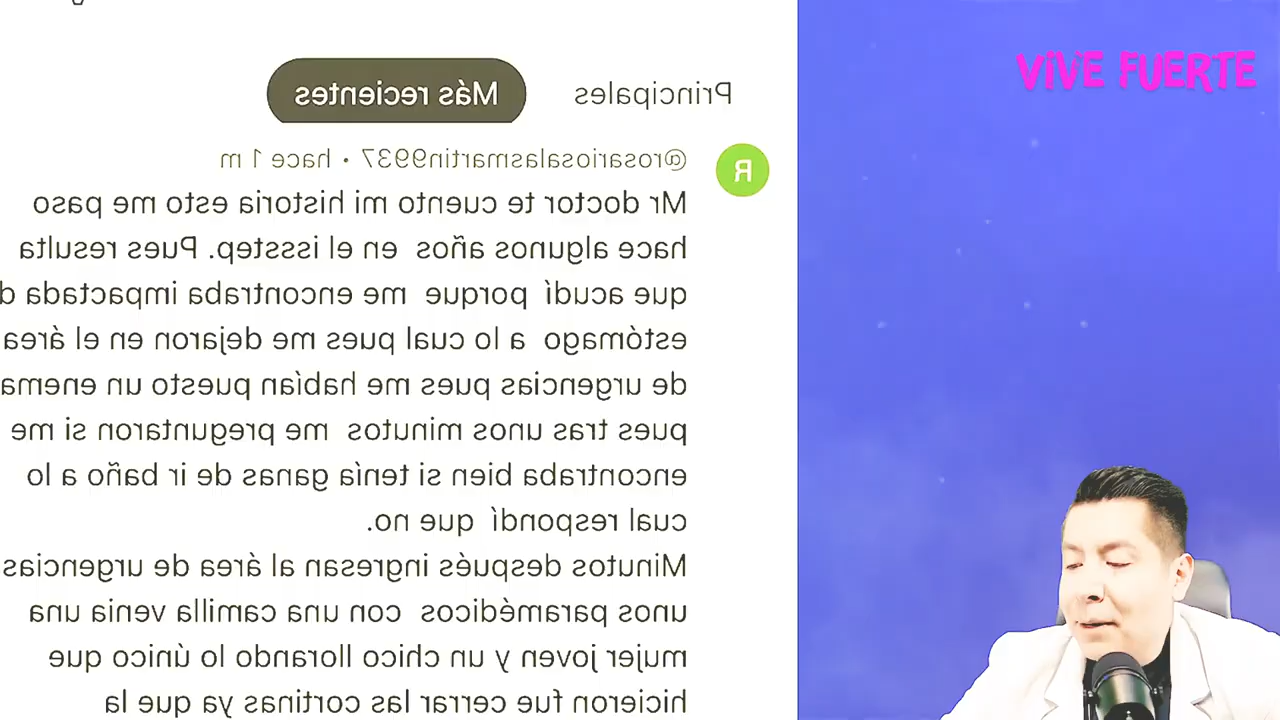 VIVE FUERTE
Principales
Más recientes
@rosariosalasmartin9937 • hace 1 m
R
Mr doctor te cuento mi historia esto me paso
hace algunos años en el issstep. Pues resulta
que acudí porque me encontraba impactada d
estómago a lo cual pues me dejaron en el área
de urgencias pues me habían puesto un enema
pues tras unos minutos me preguntaron si me
encontraba bien si tenía ganas de ir baño a lo
cual respondí que no.
Minutos después ingresan al área de urgencias
unos paramédicos con una camilla venia una
mujer joven y un chico llorando lo único que
hicieron fue cerrar las cortinas ya que la